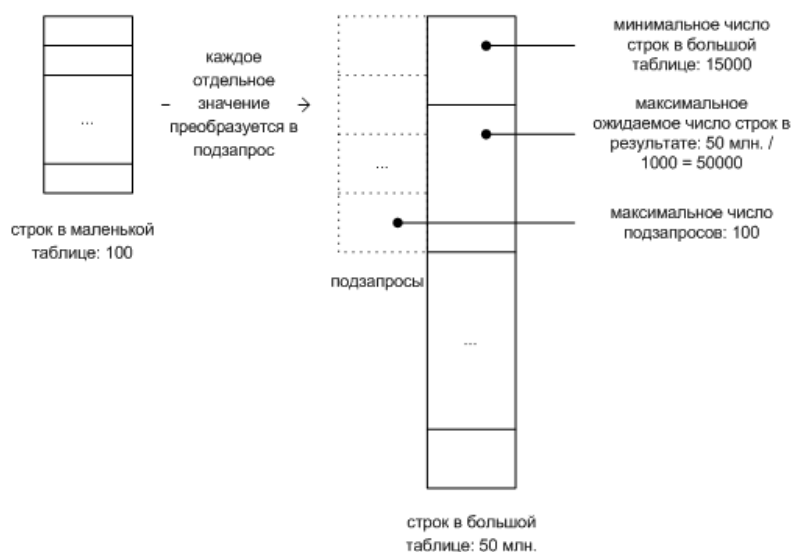 каждое
отдельное
значение
преобразуется в
подзапрос
...
строк в маленькой
таблице: 100
минимальное число
строк в большой
таблице: 15000
максимальное
ожидаемое число строк в
результате: 50 млн. /
1000 = 50000
...
максимальное число
подзапросов: 100
подзапросы
...
строк в большой
таблице: 50 млн.